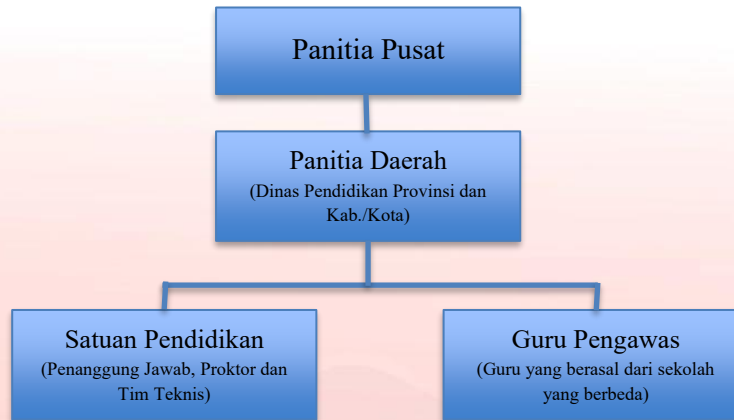 Panitia Pusat
Panitia Daerah
(Dinas Pendidikan Provinsi dan
Kab./Kota)
Satuan Pendidikan
(Penanggung Jawab, Proktor dan
Tim Teknis)
Guru Pengawas
(Guru yang berasal dari sekolah
yang berbeda)